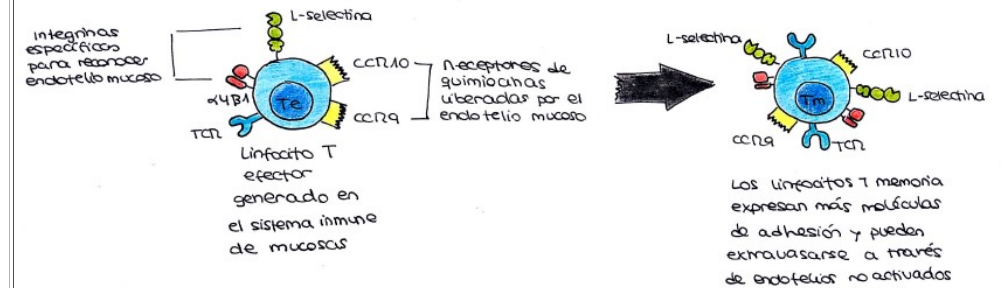 Integrinas
específicas
para reconocer
endotelio mucoso
L-selectina
α4β1
TCR
Te
CCR10
CCR9
Receptores de
quimiocinas
liberadas por el
endotelio mucoso
Linfocito T
efector
generado en
el sistema inmune
de mucosas
L-selectina
CCR10
Tm
L-selectina
CCR9
TCR
Los linfocitos T memoria
expresan más moléculas
de adhesión y pueden
extravasarse a través
de endotelios no activados